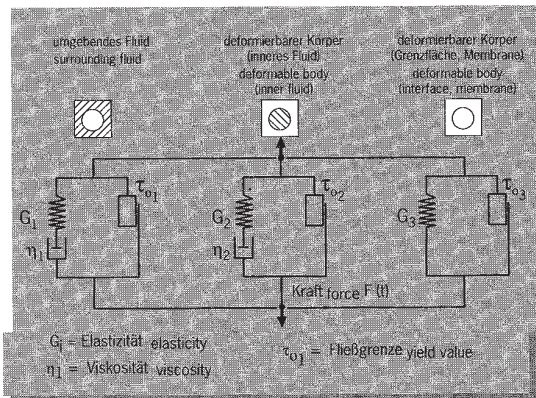 umgebendes Fluid
surrounding fluid
deformierbarer Körper
(inneres Fluid)
deformable body
(inner fluid)
deformierbarer Körper
(Grenzfläche, Membrane)
deformable body
(interface, membrane)
G₁ η₁ τₒ₁
G₂ η₂ τₒ₂
G₃ τₒ₃
Kraft force F (t)
Gᵢ = Elastizität elasticity
η₁ = Viskosität viscosity
τₒ₁ = Fließgrenze yield value